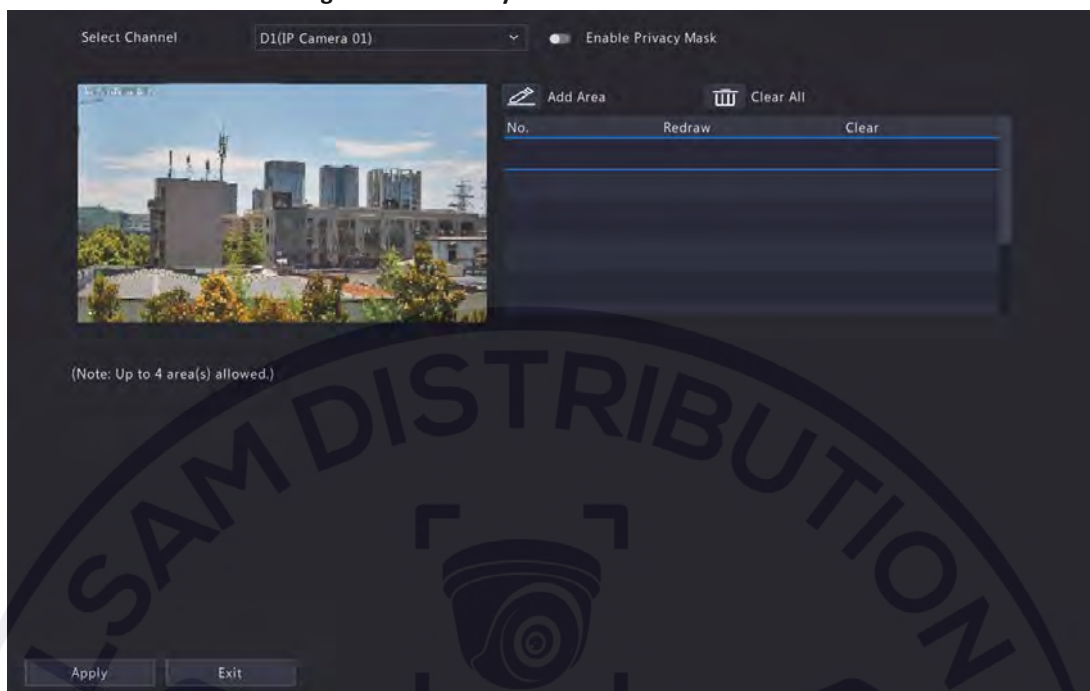 Select Channel D1(IP Camera 01) Enable Privacy Mask
Add Area Clear All
No. Redraw Clear
(Note: Up to 4 area(s) allowed.)
SAM DISTRIBUTION
Apply Exit